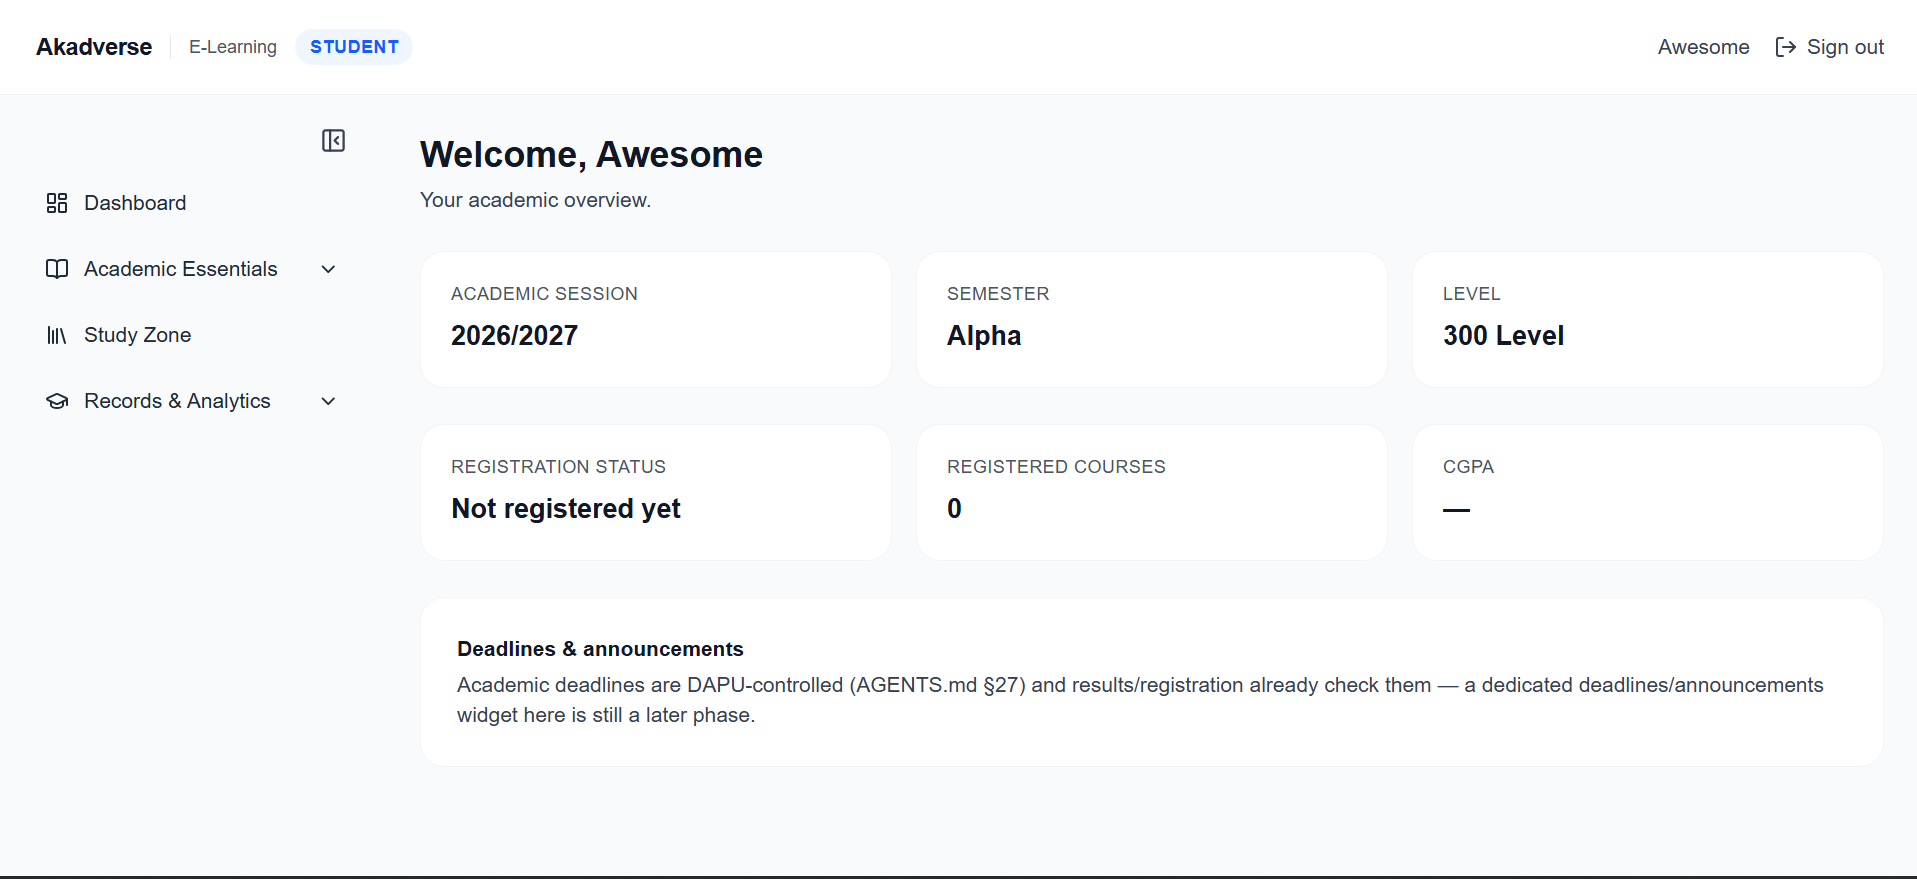 Akadverse
E-Learning
STUDENT
Awesome
Sign out
Dashboard
Academic Essentials
Study Zone
Records & Analytics
Welcome, Awesome
Your academic overview.
ACADEMIC SESSION
2026/2027
SEMESTER
Alpha
LEVEL
300 Level
REGISTRATION STATUS
Not registered yet
REGISTERED COURSES
0
CGPA
—
Deadlines & announcements
Academic deadlines are DAPU-controlled (AGENTS.md §27) and results/registration already check them — a dedicated deadlines/announcements
widget here is still a later phase.